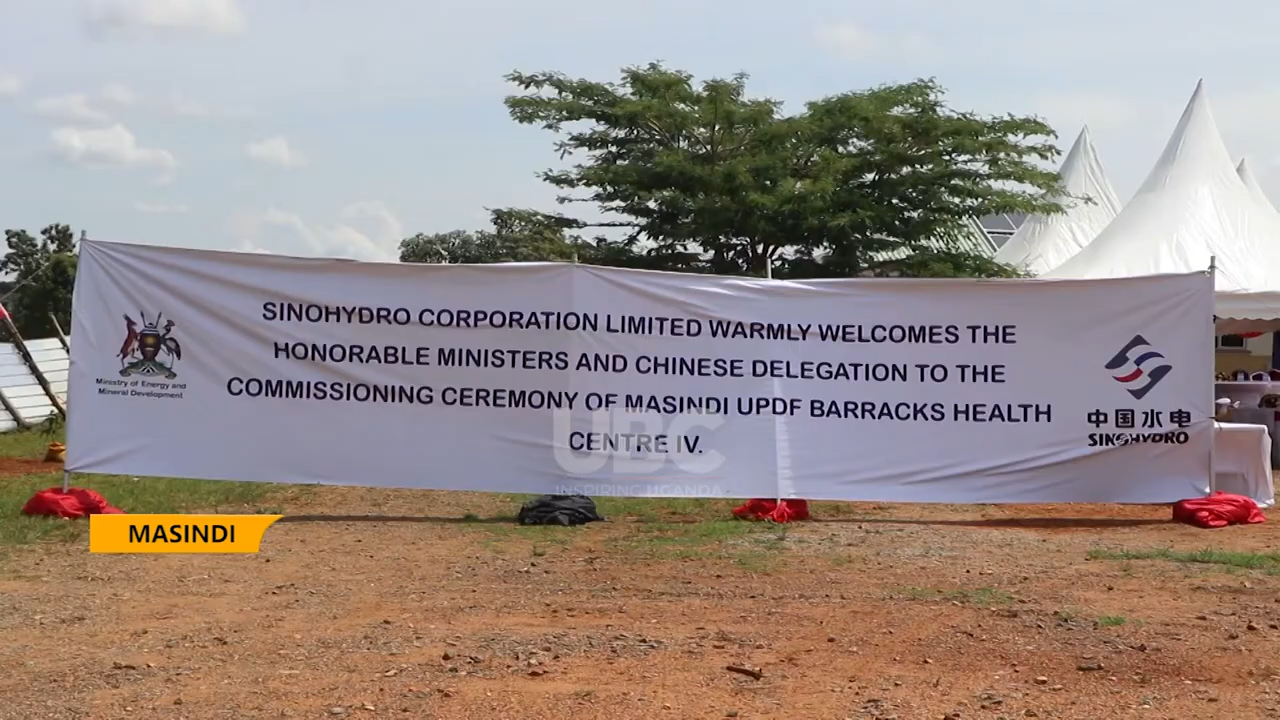 SINOHYDRO CORPORATION LIMITED WARMLY WELCOMES THE
HONORABLE MINISTERS AND CHINESE DELEGATION TO THE
COMMISSIONING CEREMONY OF MASINDI UPDF BARRACKS HEALTH
CENTRE IV.
Ministry of Energy and
Mineral Development
中国水电
SINOHYDRO
UBC
INSPIRING UGANDA
MASINDI